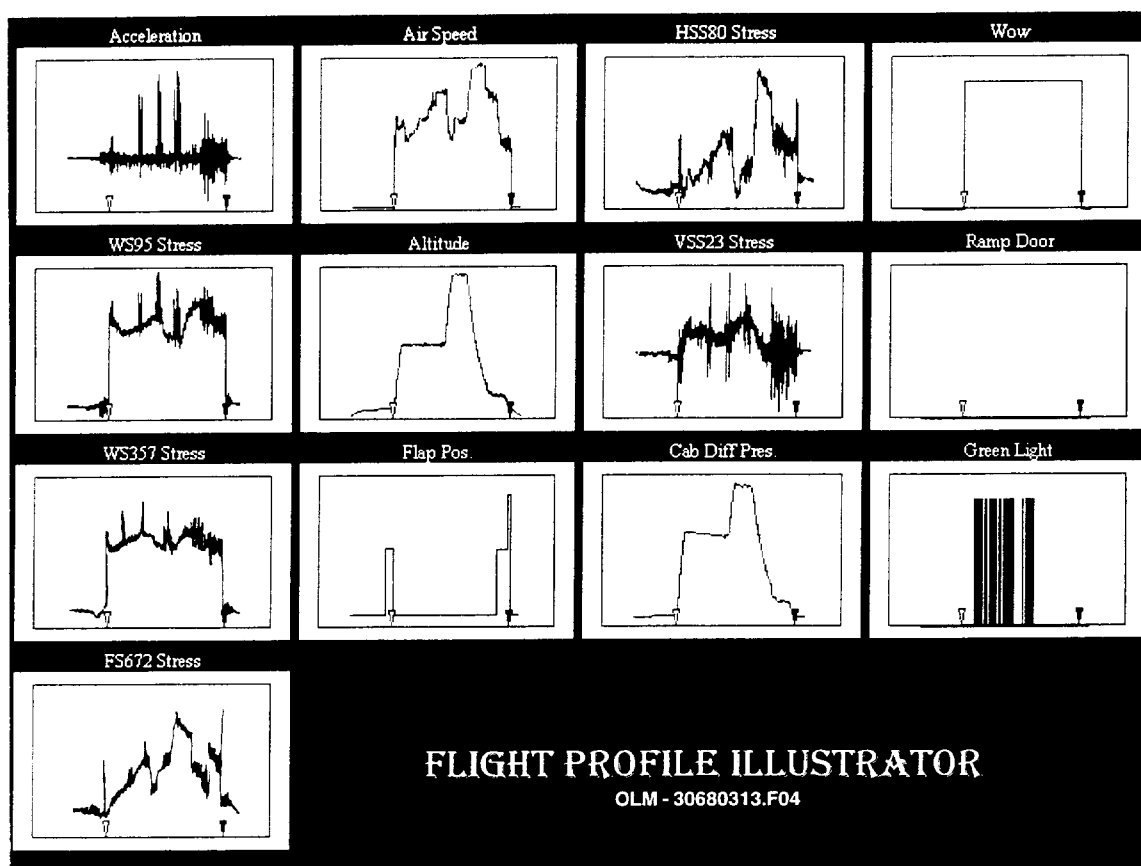 Acceleration
Air Speed
HSS80 Stress
Wow
WS95 Stress
Altitude
VSS23 Stress
Ramp Door
WS357 Stress
Flap Pos.
Cab Diff Pres.
Green Light
FS672 Stress
FLIGHT PROFILE ILLUSTRATOR
OLM - 30680313.F04